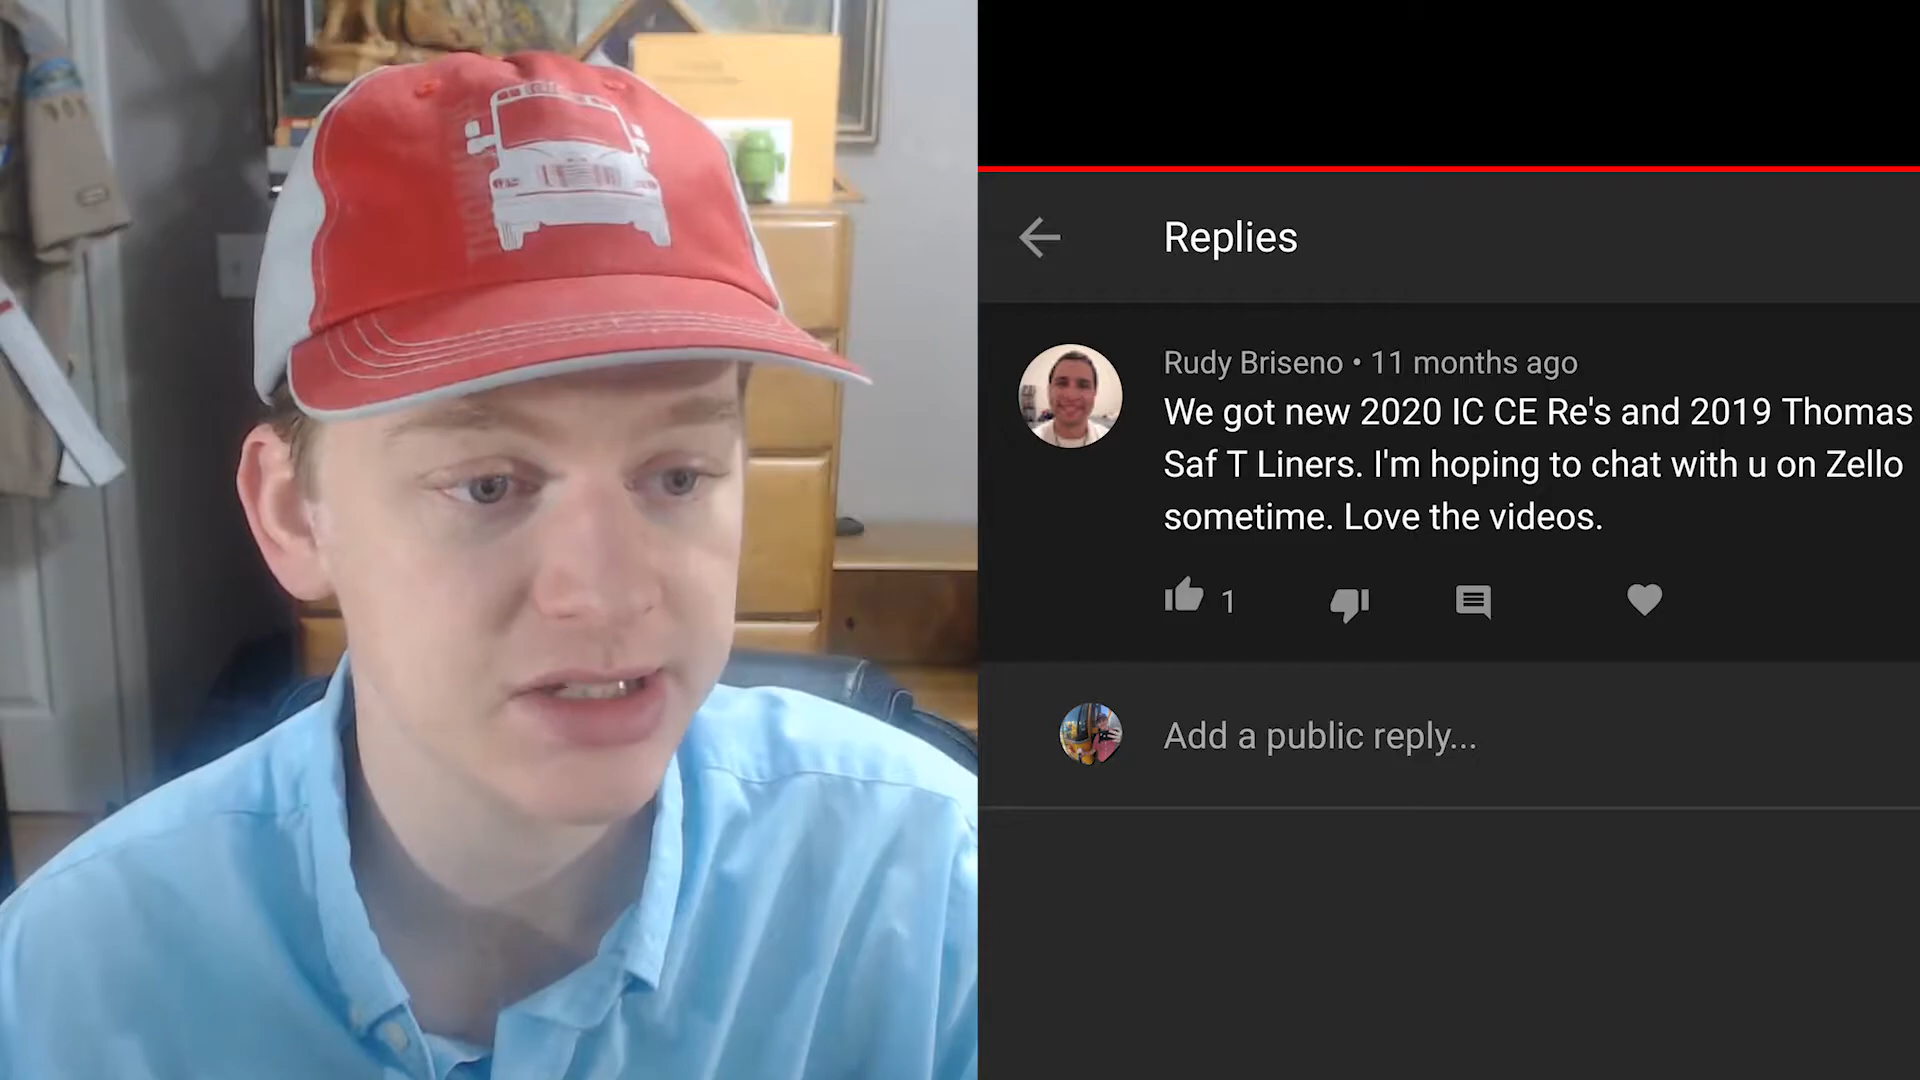 THOMAS
Replies
Rudy Briseno • 11 months ago
We got new 2020 IC CE Re's and 2019 Thomas
Saf T Liners. I'm hoping to chat with u on Zello
sometime. Love the videos.
1
Add a public reply...